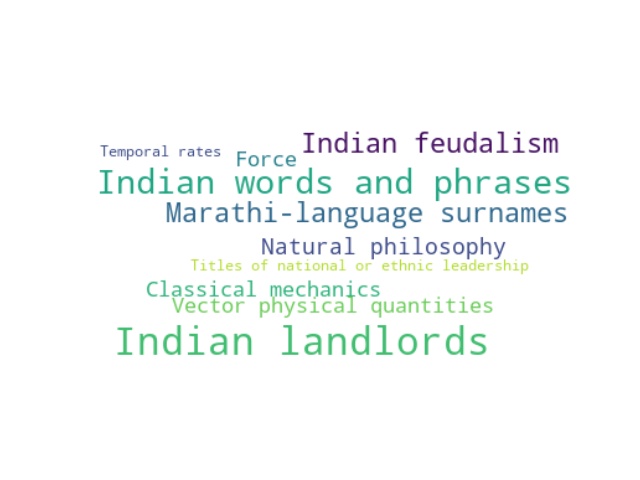 Indian feudalism
Temporal rates
Force
Indian words and phrases
Marathi-language surnames
Natural philosophy
Titles of national or ethnic leadership
Classical mechanics
Vector physical quantities
Indian landlords